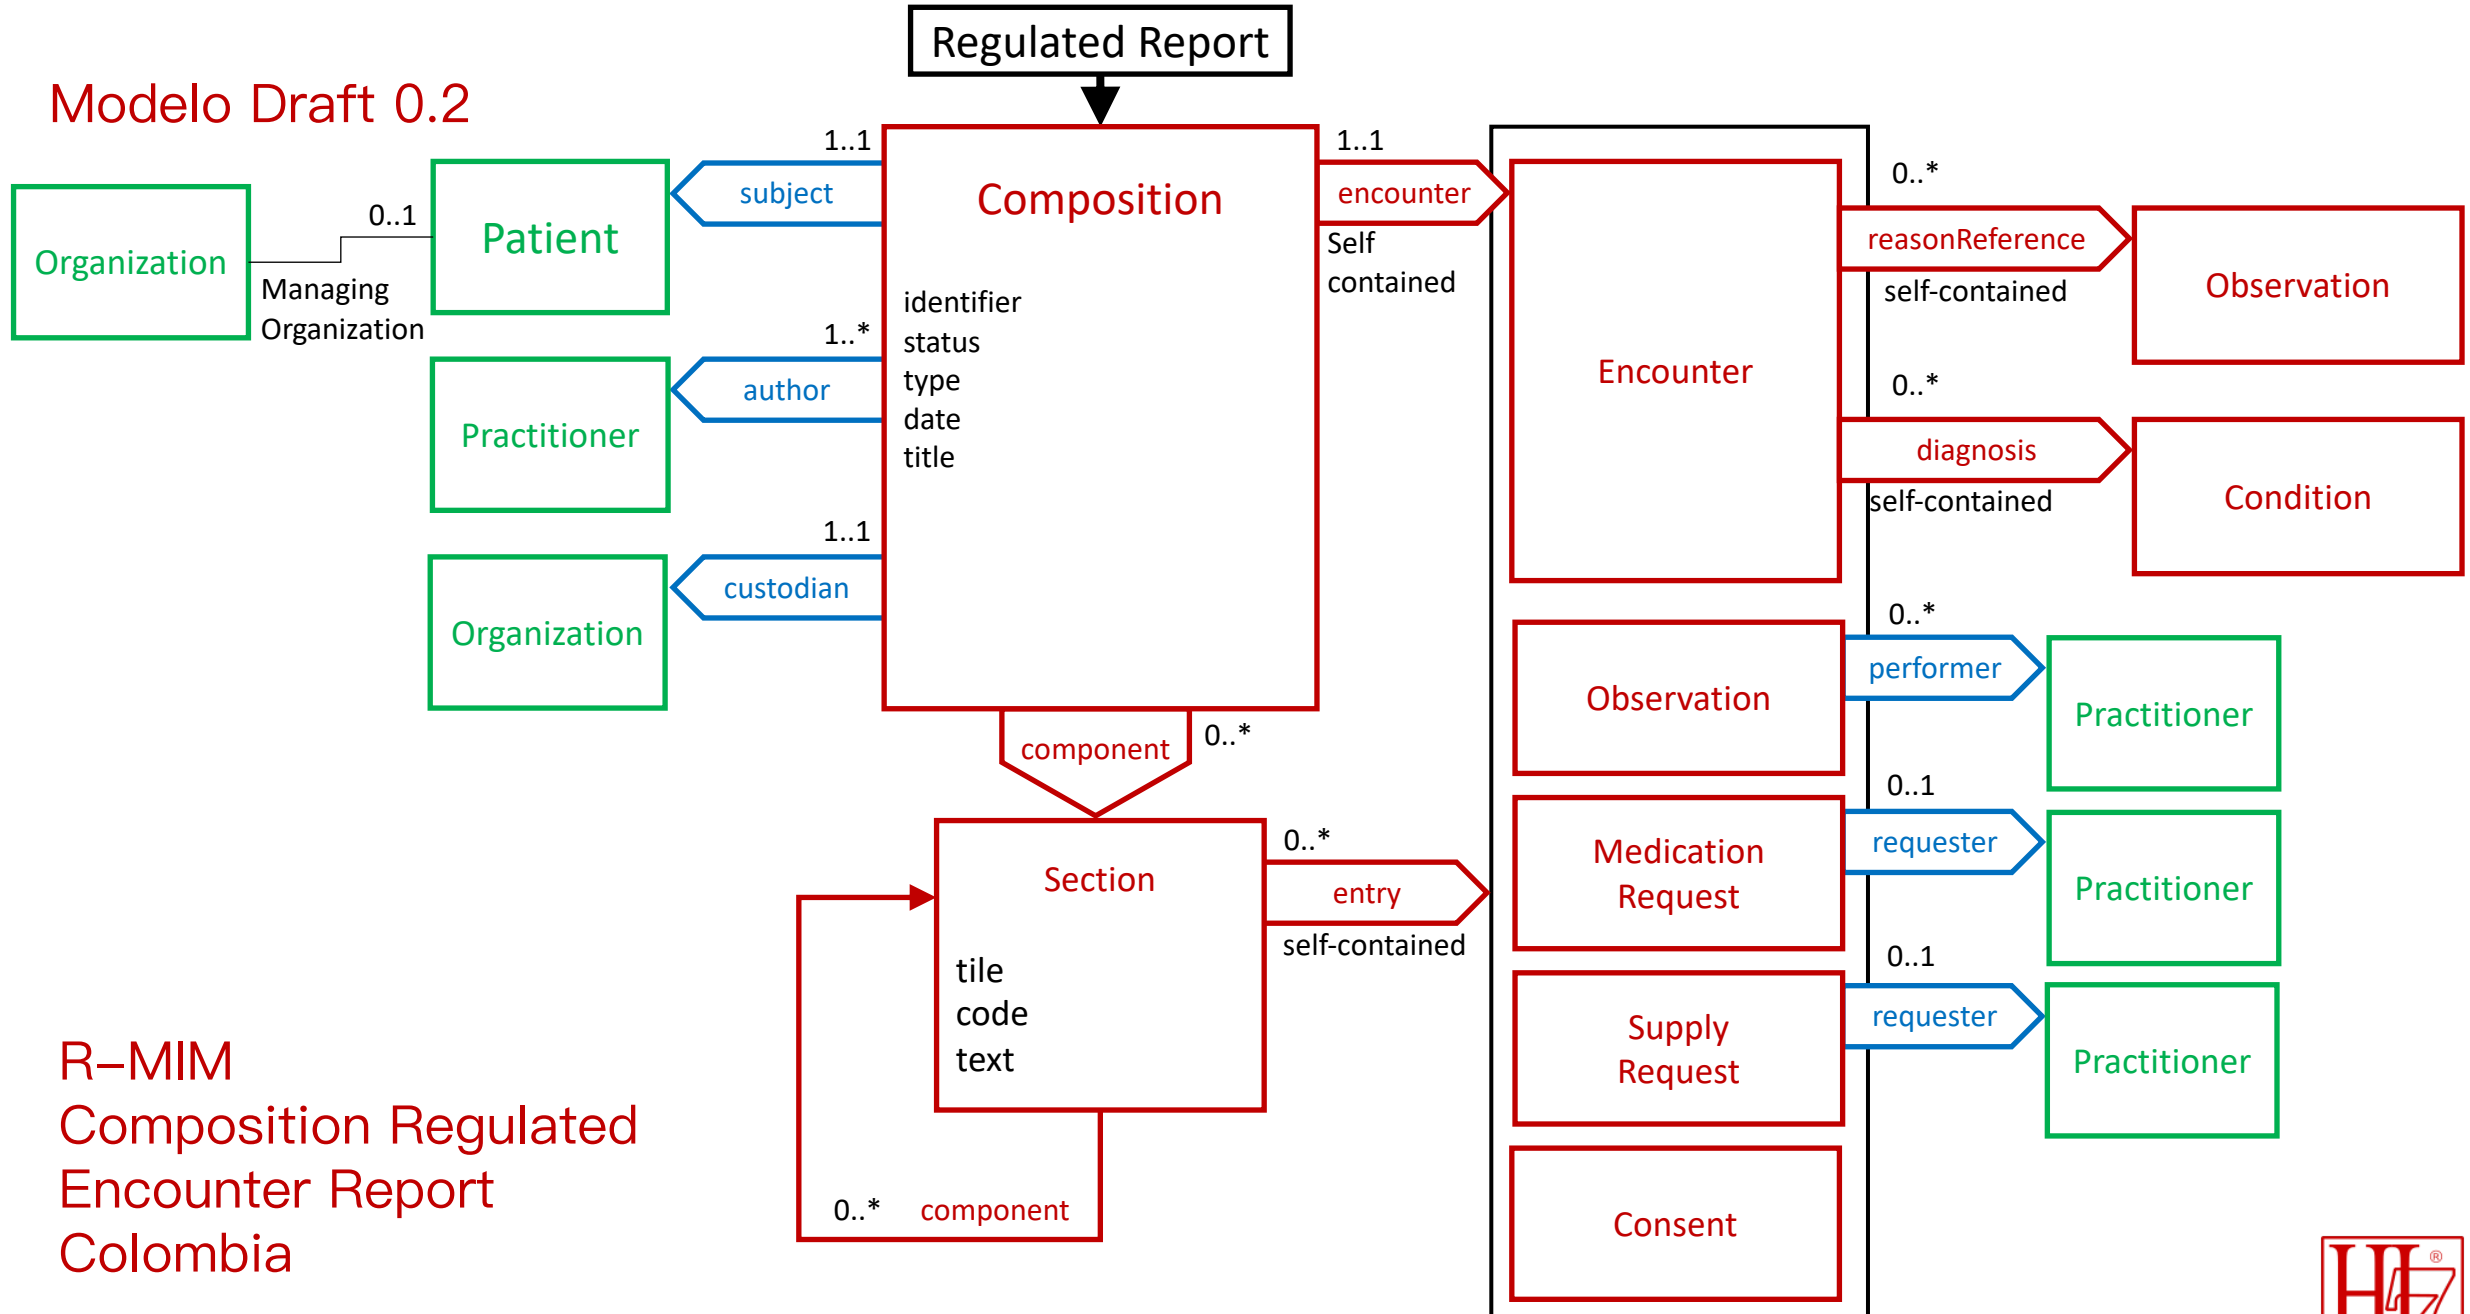 Regulated Report
Modelo Draft 0.2
1..1
subject
Composition
1..1
encounter
Self
contained
Organization
0..1
Managing
Organization
Patient
identifier
status
type
date
title
1..*
author
Practitioner
1..1
custodian
Organization
Encounter
0..*
reasonReference
self-contained
Observation
0..*
diagnosis
self-contained
Condition
component
0..*
Observation
0..*
performer
Practitioner
Section
tile
code
text
0..*
entry
self-contained
Medication
Request
0..1
requester
Practitioner
Supply
Request
0..1
requester
Practitioner
0..* component
Consent
R-MIM
Composition Regulated
Encounter Report
Colombia
HL7
®